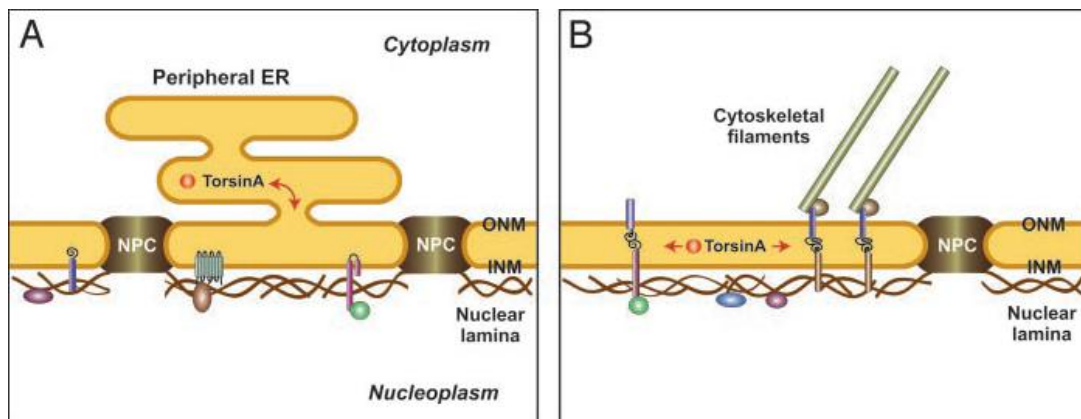 A
Cytoplasm
Peripheral ER
TorsinA
NPC
NPC
ONM
INM
Nuclear
lamina
Nucleoplasm
B
Cytoskeletal
filaments
TorsinA
NPC
ONM
INM
Nuclear
lamina